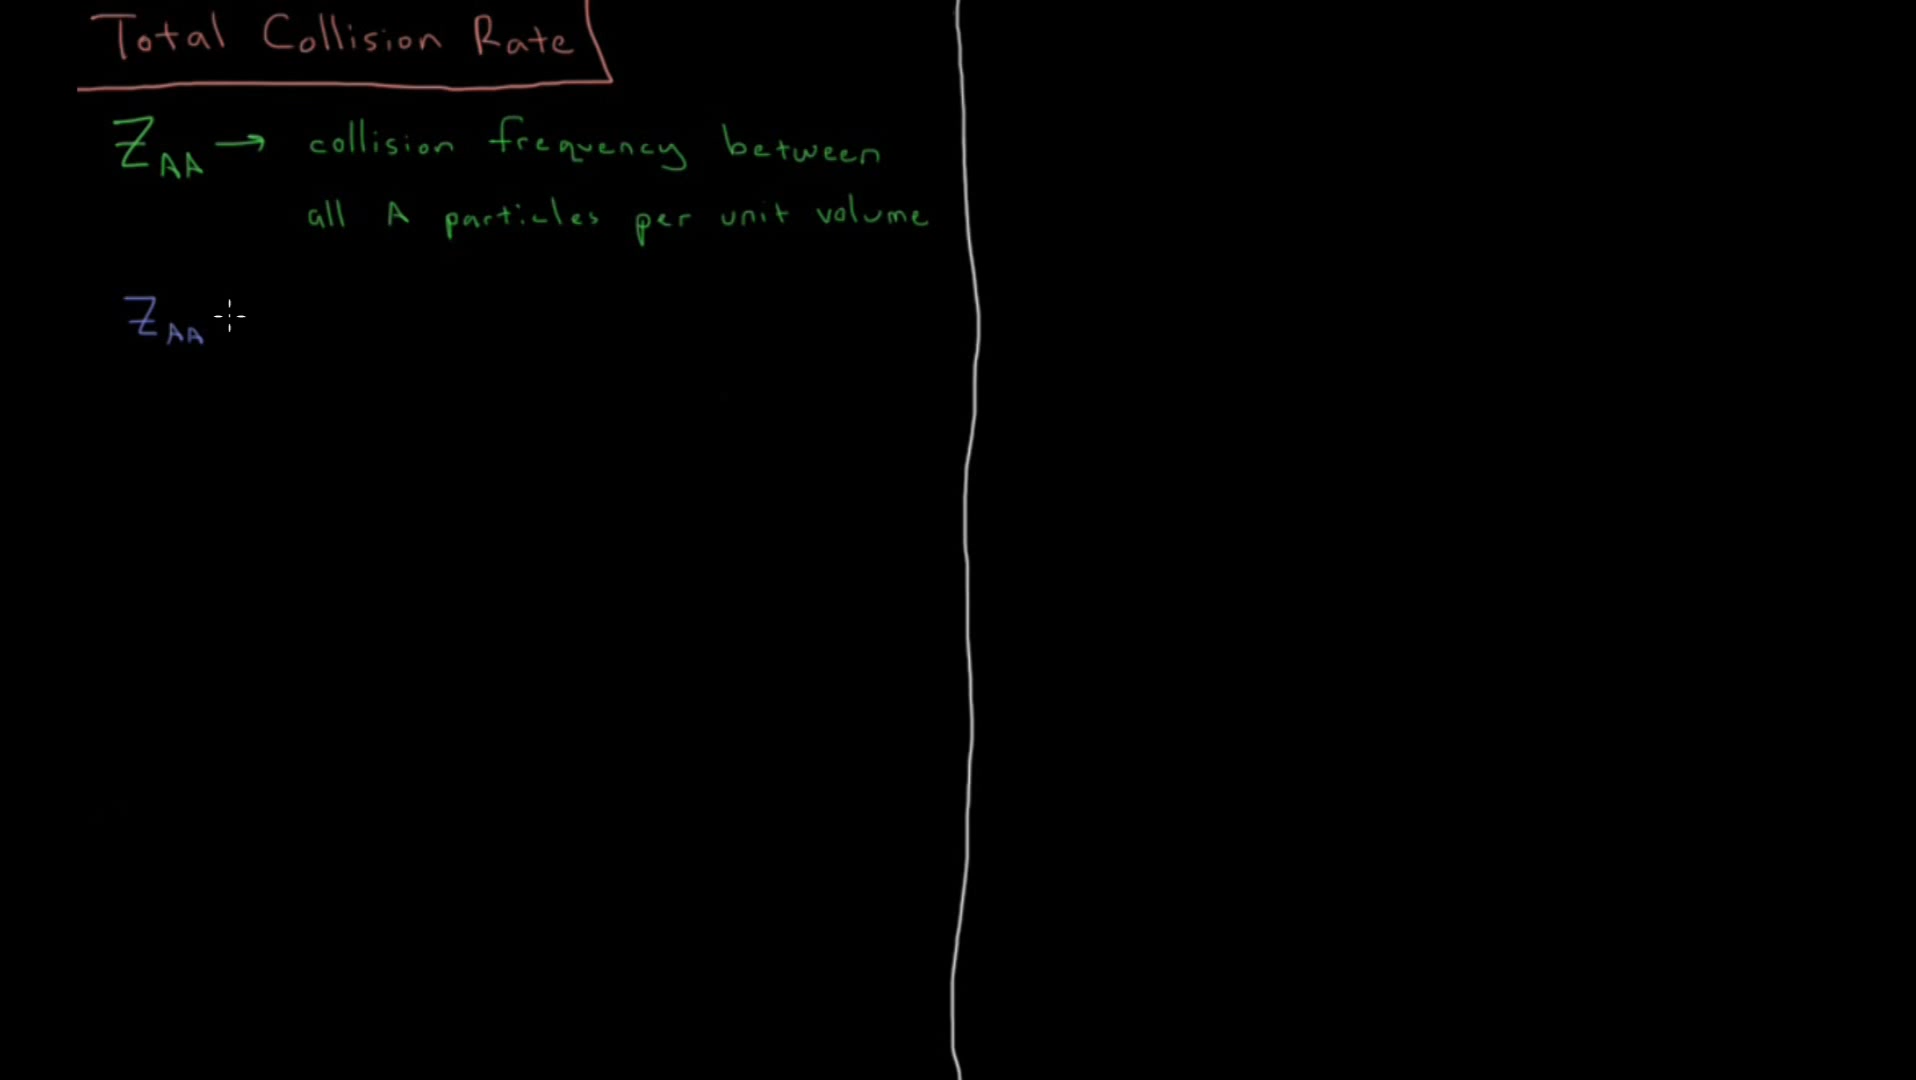 Total Collision Rate
Z_AA → collision frequency between
all A particles per unit volume
Z_AA